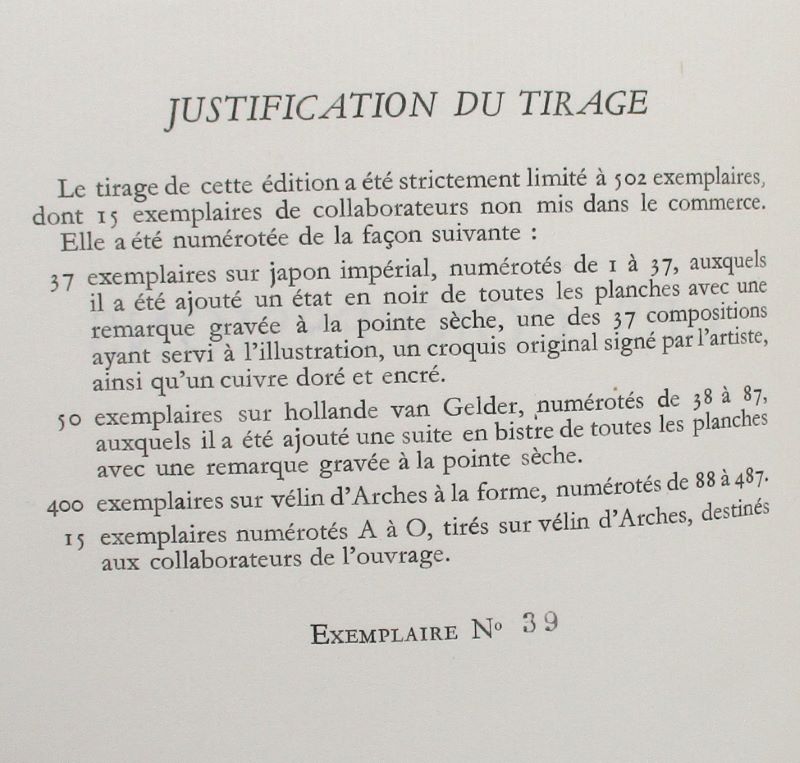 JUSTIFICATION DU TIRAGE
Le tirage de cette édition a été strictement limité à 502 exemplaires,
dont 15 exemplaires de collaborateurs non mis dans le commerce.
Elle a été numérotée de la façon suivante :
37 exemplaires sur japon impérial, numérotés de 1 à 37, auxquels
il a été ajouté un état en noir de toutes les planches avec une
remarque gravée à la pointe sèche, une des 37 compositions
ayant servi à l'illustration, un croquis original signé par l'artiste,
ainsi qu'un cuivre doré et encré.
50 exemplaires sur hollande van Gelder, numérotés de 38 à 87,
auxquels il a été ajouté une suite en bistre de toutes les planches
avec une remarque gravée à la pointe sèche.
400 exemplaires sur vélin d'Arches à la forme, numérotés de 88 à 487.
15 exemplaires numérotés A à O, tirés sur vélin d'Arches, destinés
aux collaborateurs de l'ouvrage.
EXEMPLAIRE Nº 39